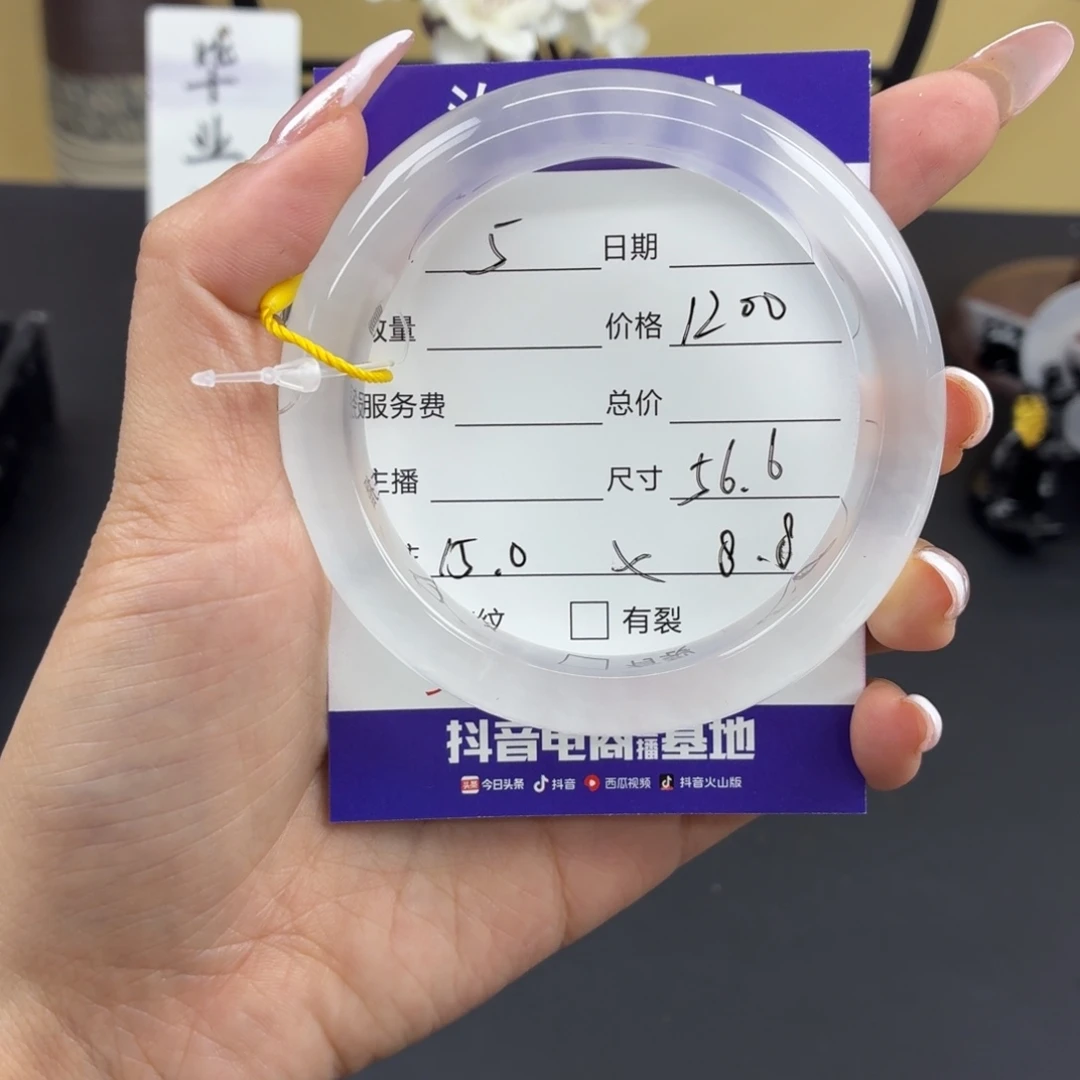 毕业
5 日期
数量 价格 1200
服务费 总价
主播 尺寸 56.6
15.0 × 8.8
纹 □ 有裂
抖音电商直播基地
今日头条 抖音 西瓜视频 抖音火山版